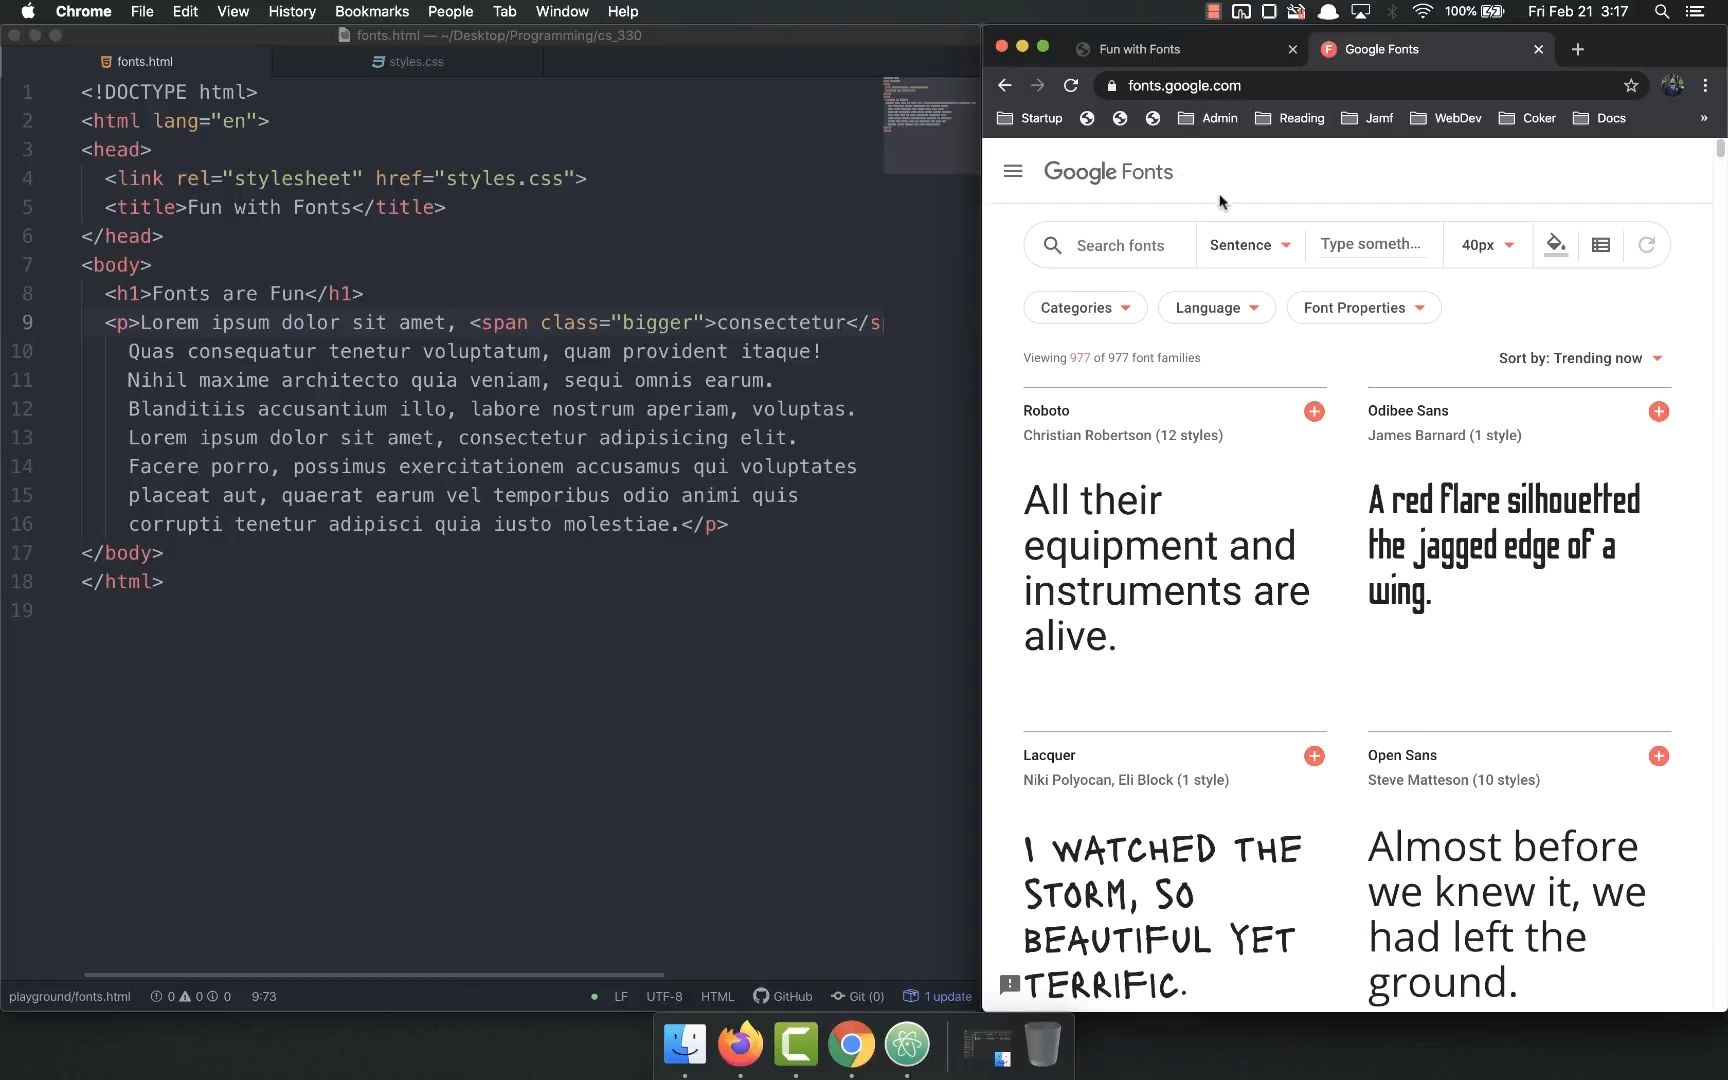 Chrome File Edit View History Bookmarks People Tab Window Help
100% Fri Feb 21 3:17
fonts.html — ~/Desktop/Programming/cs_330
fonts.html
styles.css
1 <!DOCTYPE html>
2 <html lang="en">
3 <head>
4 <link rel="stylesheet" href="styles.css">
5 <title>Fun with Fonts</title>
6 </head>
7 <body>
8 <h1>Fonts are Fun</h1>
9 <p>Lorem ipsum dolor sit amet, <span class="bigger">consectetur</s
10 Quas consequatur tenetur voluptatum, quam provident itaque!
11 Nihil maxime architecto quia veniam, sequi omnis earum.
12 Blanditiis accusantium illo, labore nostrum aperiam, voluptas.
13 Lorem ipsum dolor sit amet, consectetur adipisicing elit.
14 Facere porro, possimus exercitationem accusamus qui voluptates
15 placeat aut, quaerat earum vel temporibus odio animi quis
16 corrupti tenetur adipisci quia iusto molestiae.</p>
17 </body>
18 </html>
19
playground/fonts.html 0 0 0 9:73
LF UTF-8 HTML GitHub Git (0) 1 update
Fun with Fonts
Google Fonts
fonts.google.com
Startup Admin Reading Jamf WebDev Coker Docs »
Google Fonts
Search fonts Sentence Type someth... 40px
Categories Language Font Properties
Viewing 977 of 977 font families
Sort by: Trending now
Roboto
Christian Robertson (12 styles)
All their
equipment and
instruments are
alive.
Odibee Sans
James Barnard (1 style)
A red flare silhouetted
the jagged edge of a
wing.
Lacquer
Niki Polyocan, Eli Block (1 style)
I WATCHED THE
STORM, SO
BEAUTIFUL YET
TERRIFIC.
Open Sans
Steve Matteson (10 styles)
Almost before
we knew it, we
had left the
ground.